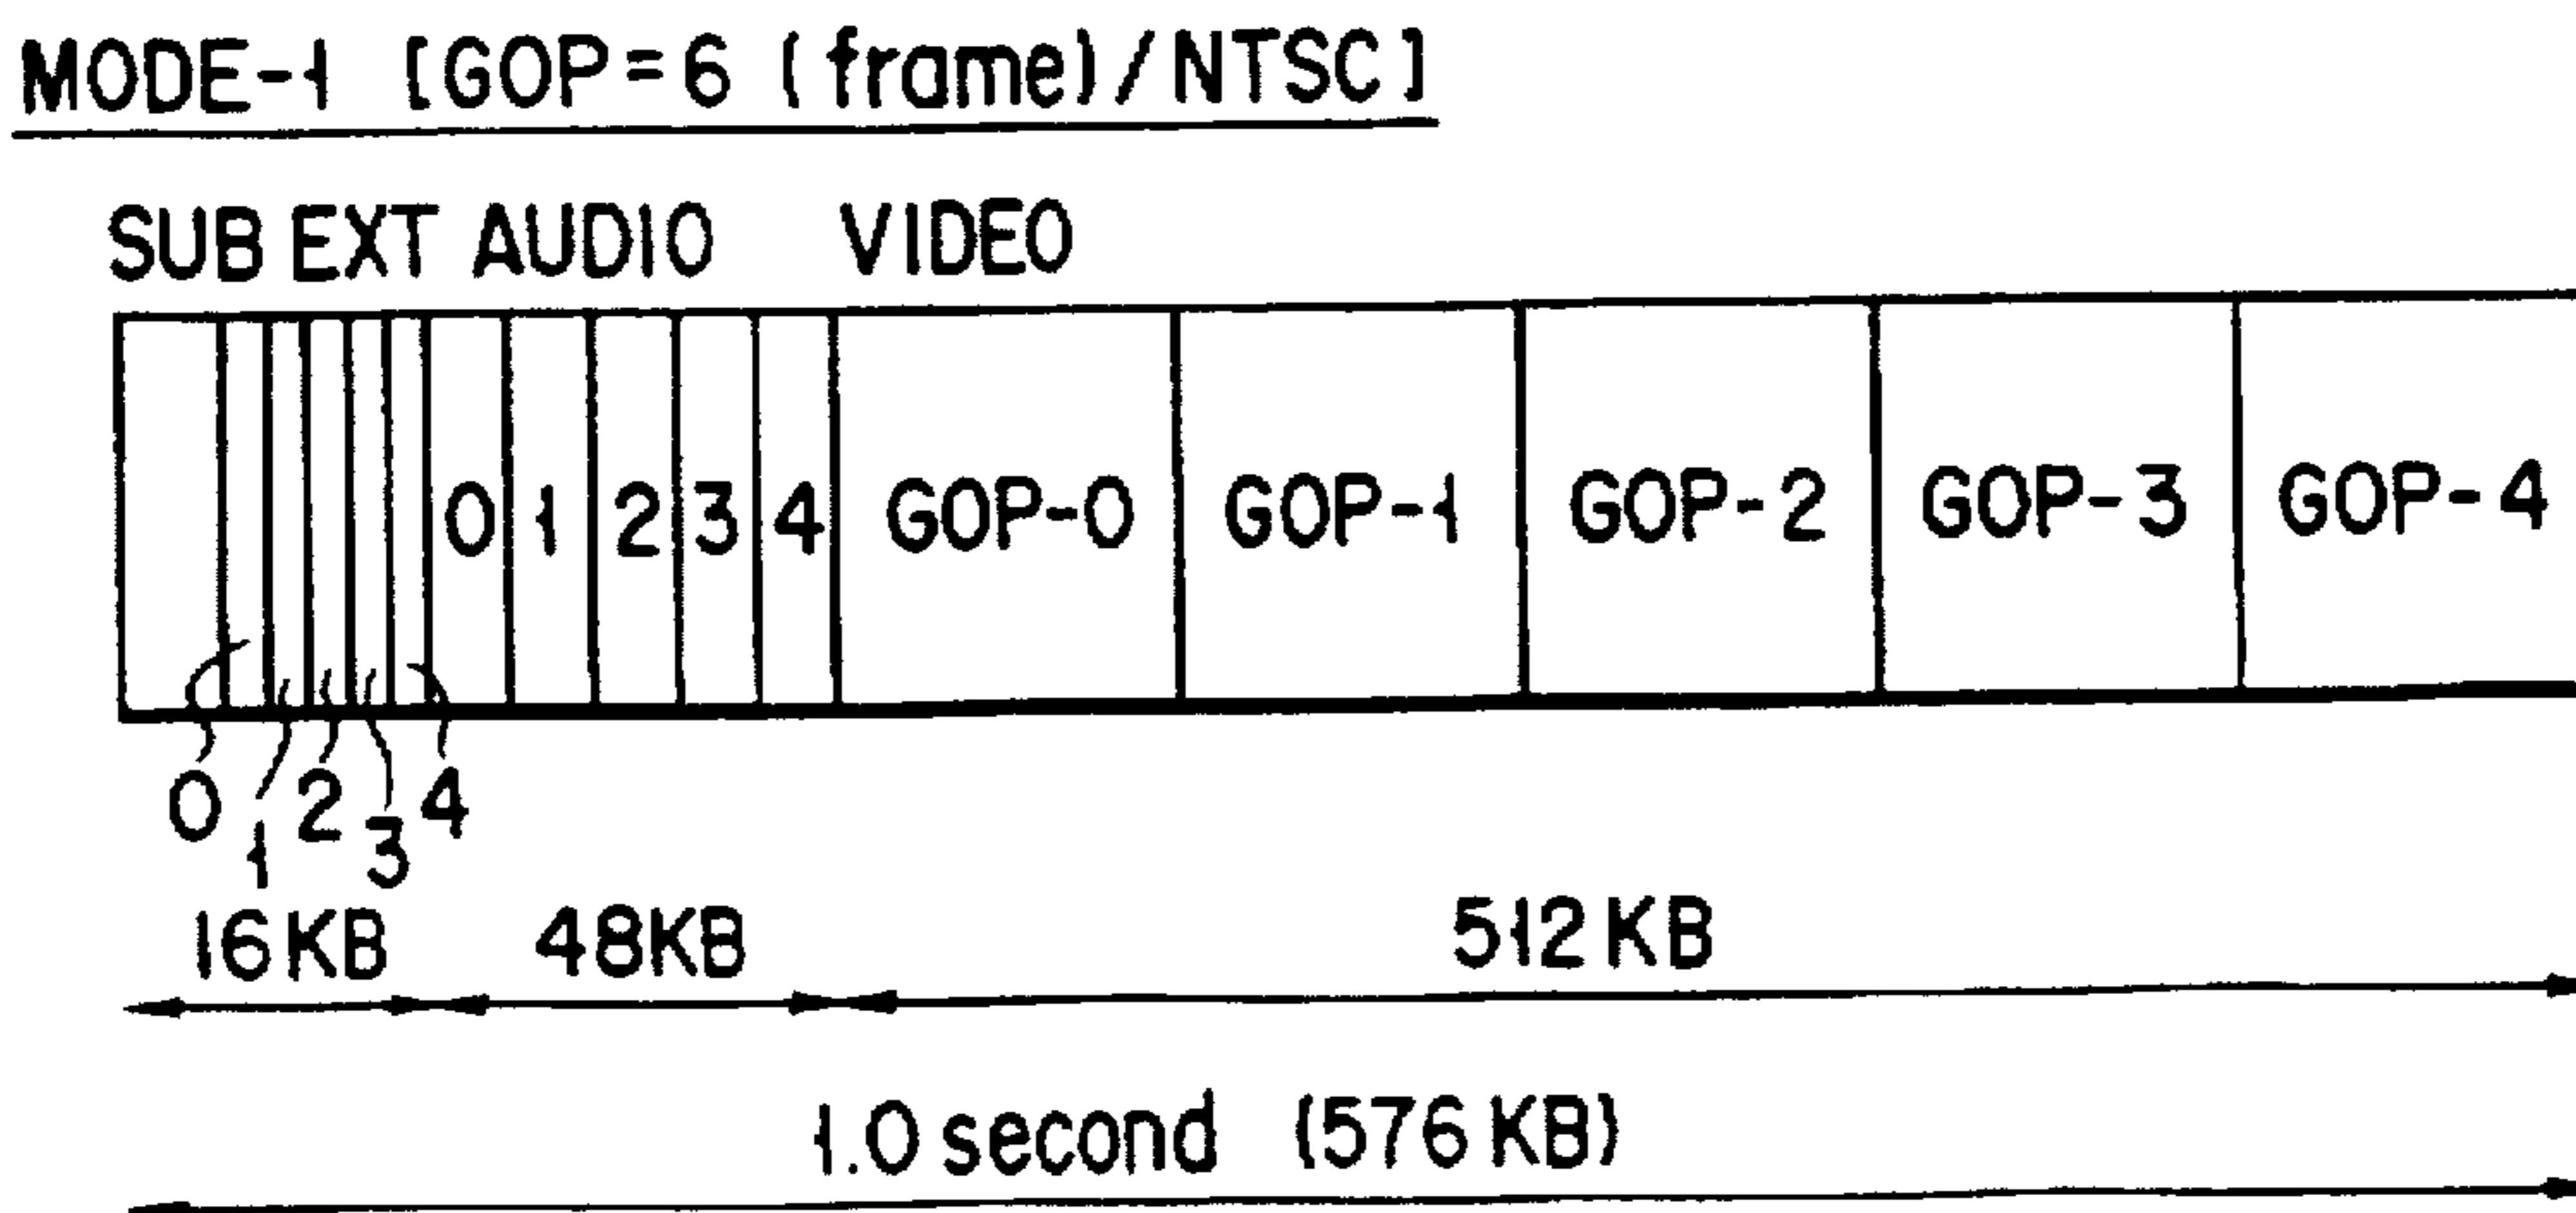 MODE-1 [GOP=6 (frame)/NTSC]
SUB EXT AUDIO VIDEO
0 1 2 3 4 GOP-0 GOP-1 GOP-2 GOP-3 GOP-4
0 1 2 3 4
16KB 48KB 512KB
1.0 second (576KB)